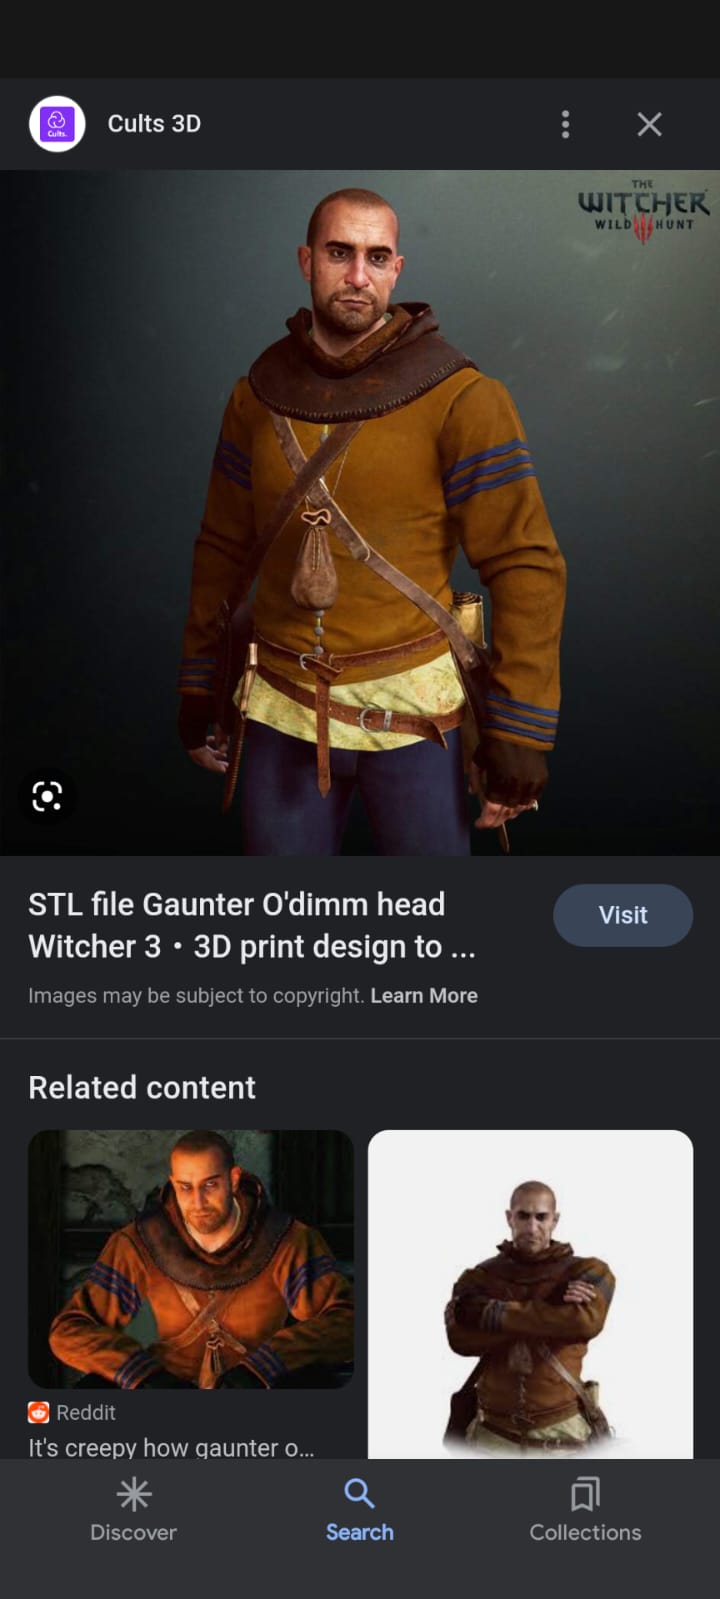 Cults.
Cults 3D
THE
WITCHER
WILD HUNT
STL file Gaunter O'dimm head
Witcher 3 • 3D print design to ...
Visit
Images may be subject to copyright. Learn More
Related content
Reddit
It's creepy how gaunter o...
Discover
Search
Collections